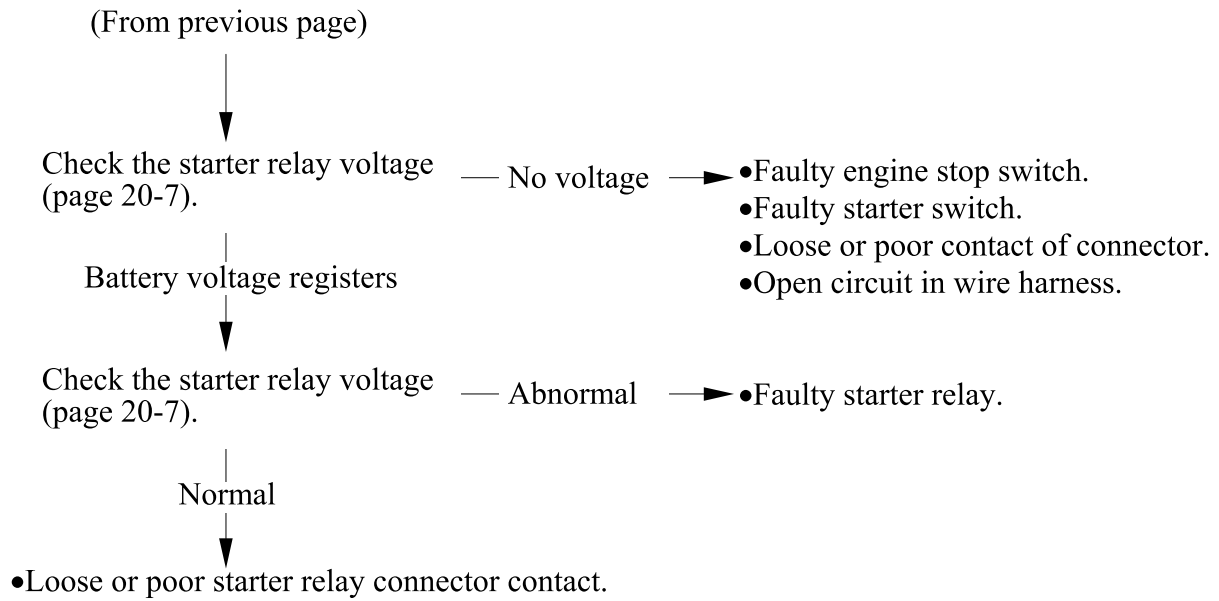 (From previous page)
Check the starter relay voltage
(page 20-7).
No voltage
●Faulty engine stop switch.
●Faulty starter switch.
●Loose or poor contact of connector.
●Open circuit in wire harness.
Battery voltage registers
Check the starter relay voltage
(page 20-7).
Abnormal
●Faulty starter relay.
Normal
●Loose or poor starter relay connector contact.